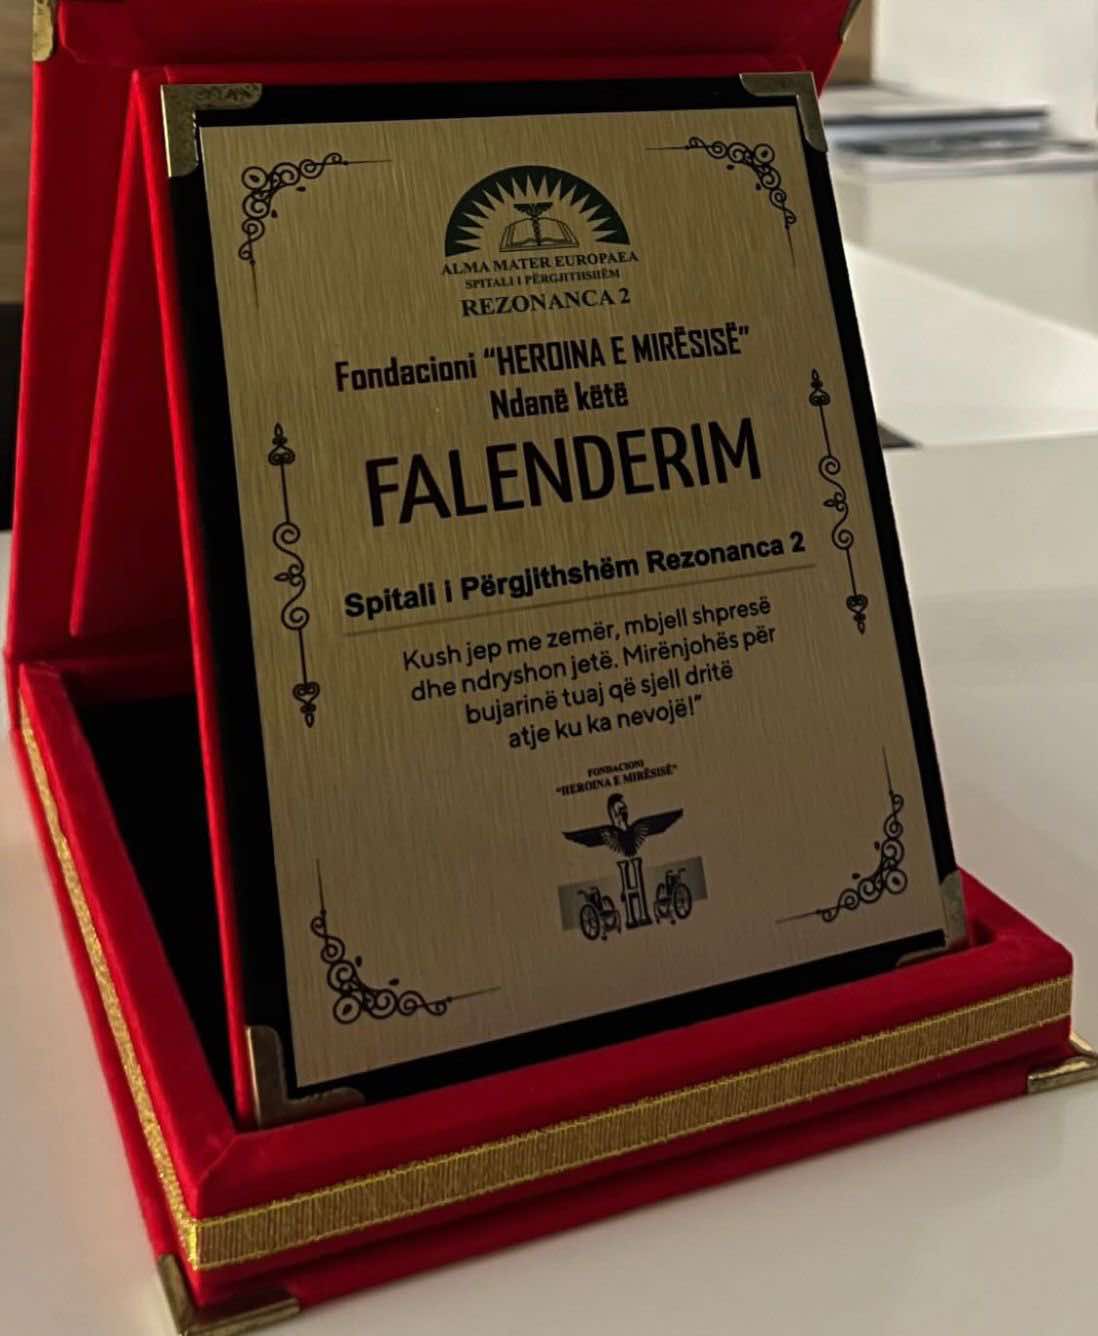 ALMA MATER EUROPAEA
SPITALI I PËRGJITHSHËM
REZONANCA 2
Fondacioni “HEROINA E MIRËSISË”
Ndanë këtë
FALENDERIM
Spitali i Përgjithshëm Rezonanca 2
Kush jep me zemër, mbjell shpresë
dhe ndryshon jetë. Mirënjohës për
bujarinë tuaj që sjell dritë
atje ku ka nevojë!”
FONDACIONI
“HEROINA E MIRËSISË”
H